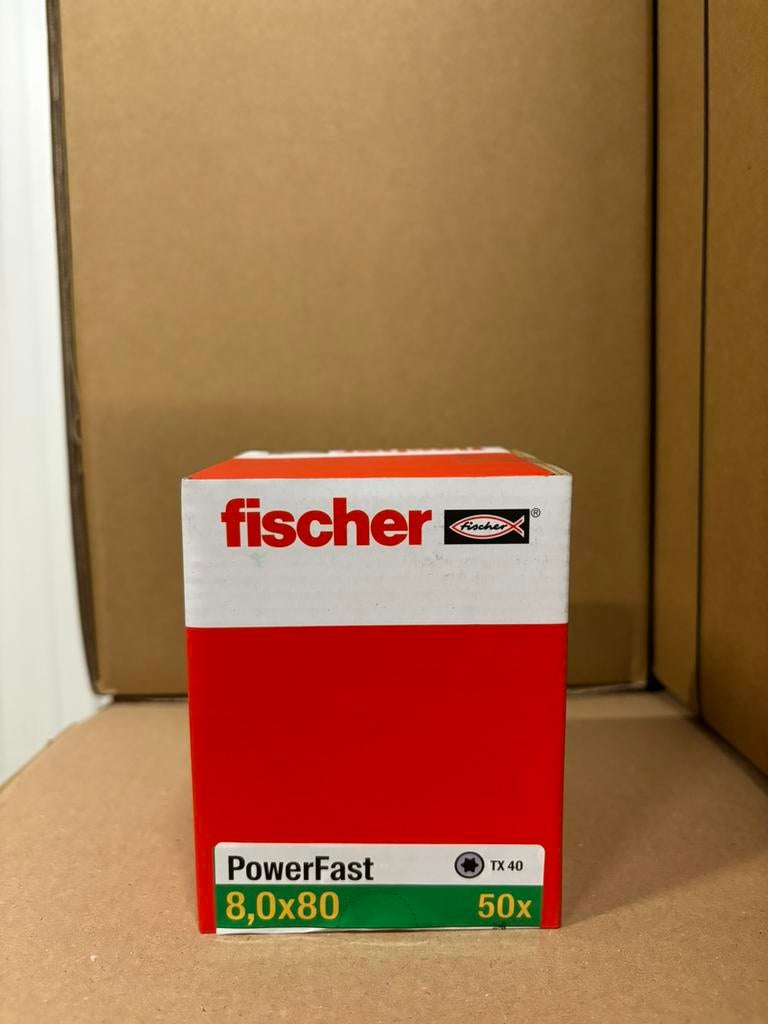 fischer fischer ®
PowerFast TX 40
8,0x80 50x